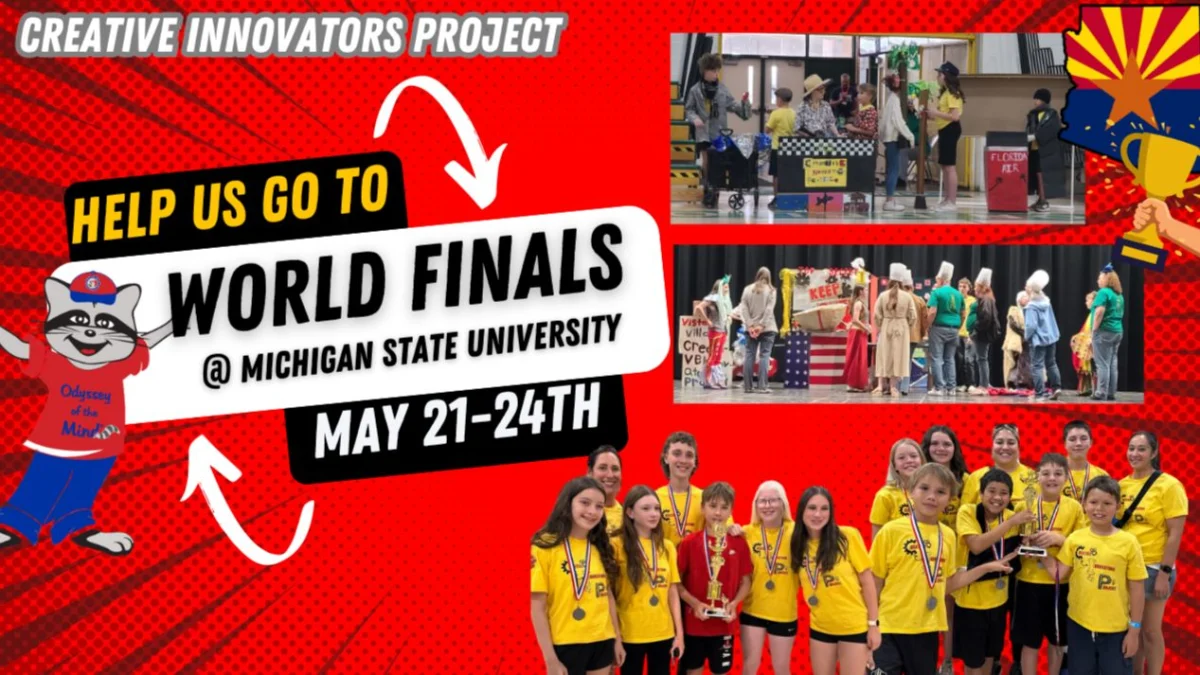 CREATIVE INNOVATORS PROJECT
HELP US GO TO
WORLD FINALS
@ MICHIGAN STATE UNIVERSITY
MAY 21-24TH
Odyssey
of the
Mind
FLORIDA
KEEP